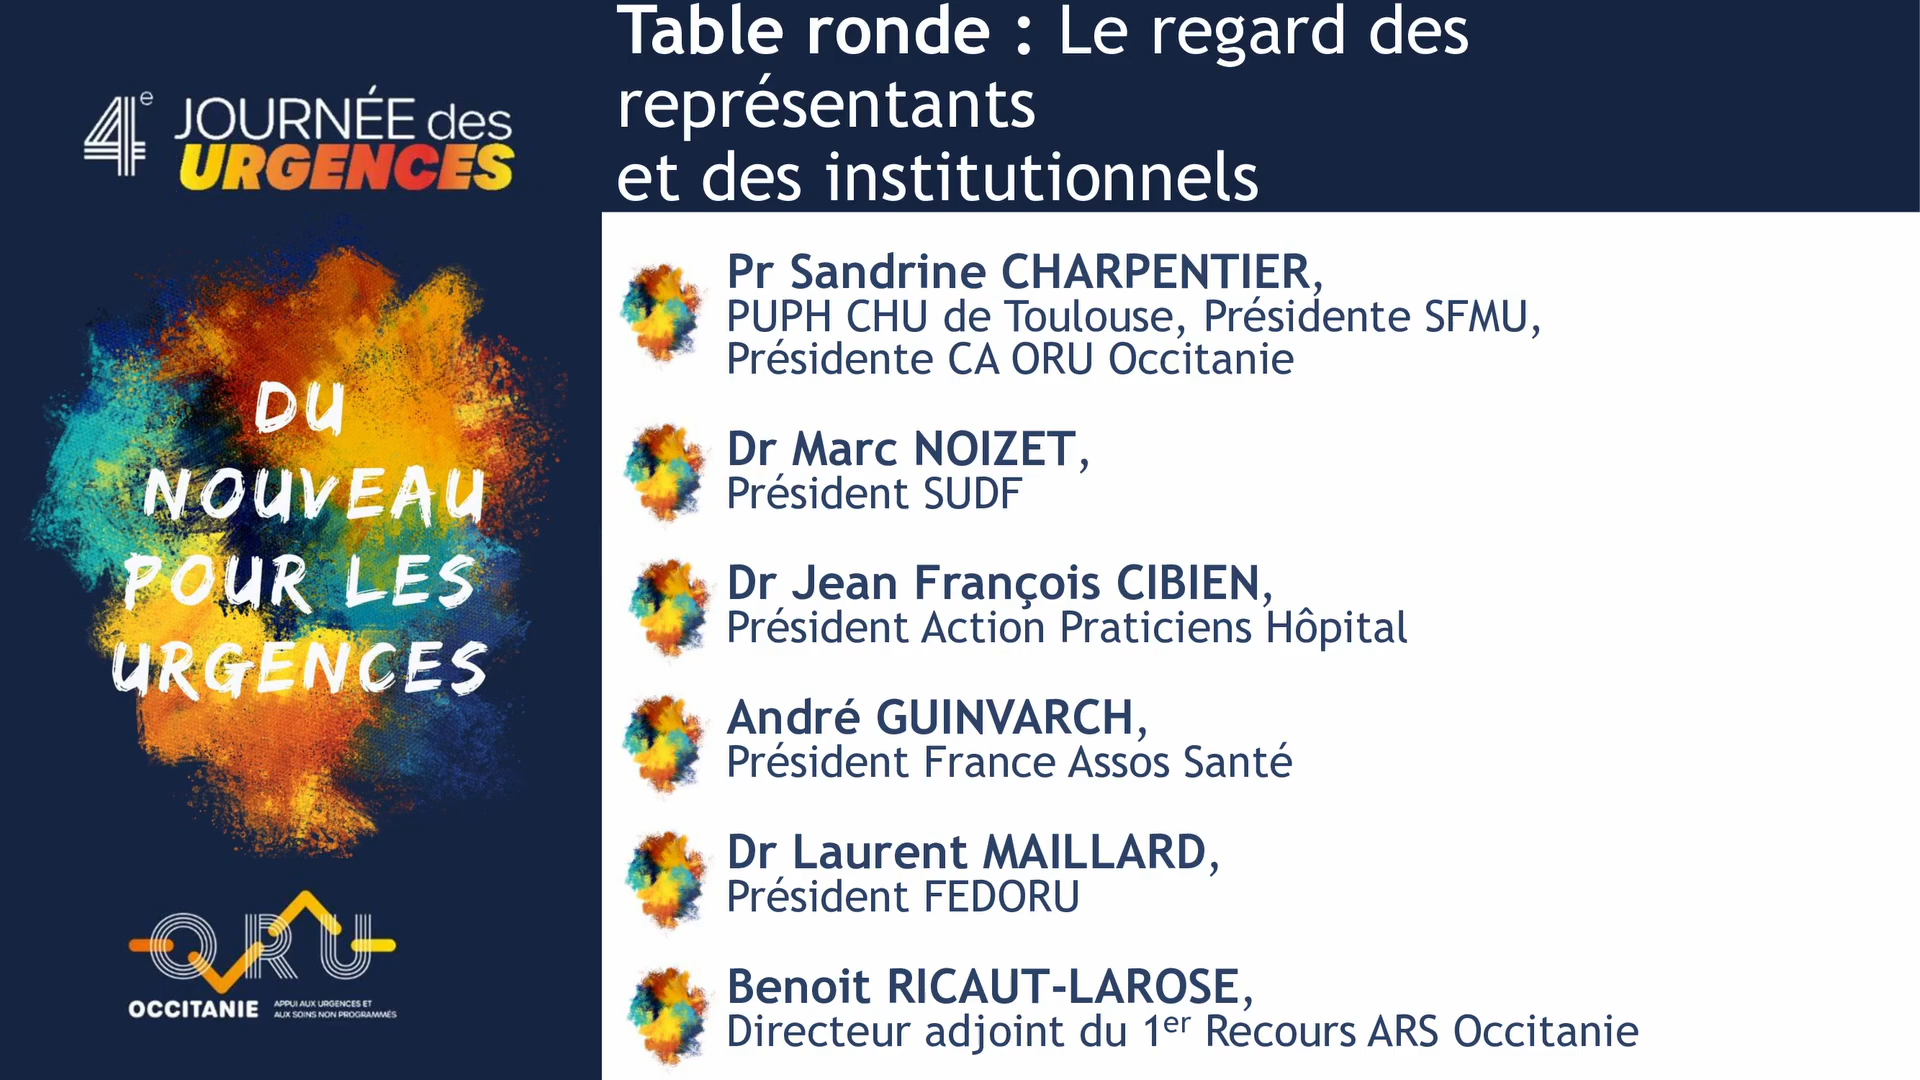 4e JOURNÉE des
URGENCES
DU
NOUVEAU
POUR LES
URGENCES
ORU
OCCITANIE
APPUI AUX URGENCES ET
AUX SOINS NON PROGRAMMÉS
Table ronde : Le regard des
représentants
et des institutionnels
Pr Sandrine CHARPENTIER,
PUPH CHU de Toulouse, Présidente SFMU,
Présidente CA ORU Occitanie
Dr Marc NOIZET,
Président SUDF
Dr Jean François CIBIEN,
Président Action Praticiens Hôpital
André GUINVARCH,
Président France Assos Santé
Dr Laurent MAILLARD,
Président FEDORU
Benoit RICAUT-LAROSE,
Directeur adjoint du 1er Recours ARS Occitanie